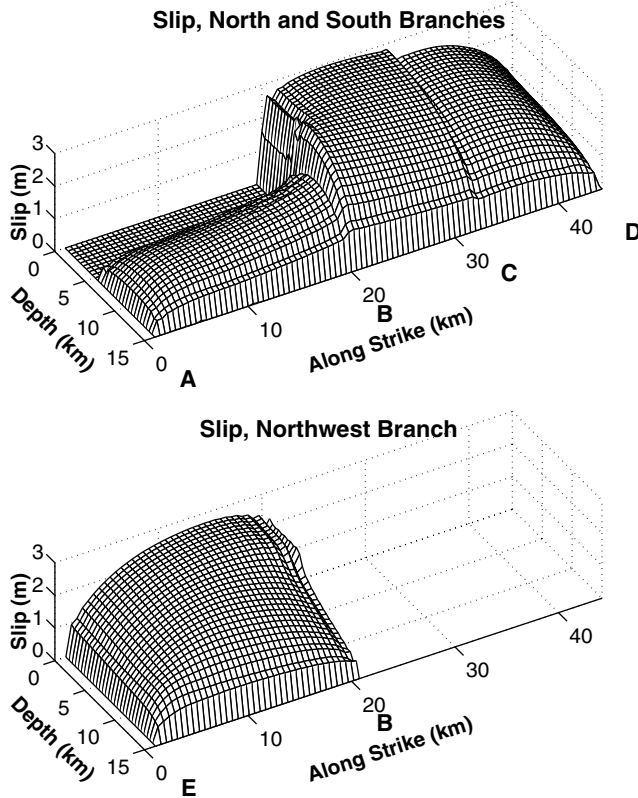 Slip, North and South Branches
3
2
1
0
Slip (m)
0
5
10
15
Depth (km)
0
10
20
30
40
A
B
C
D
Along Strike (km)
Slip, Northwest Branch
3
2
1
0
Slip (m)
0
5
10
15
Depth (km)
0
10
20
30
40
E
B
Along Strike (km)